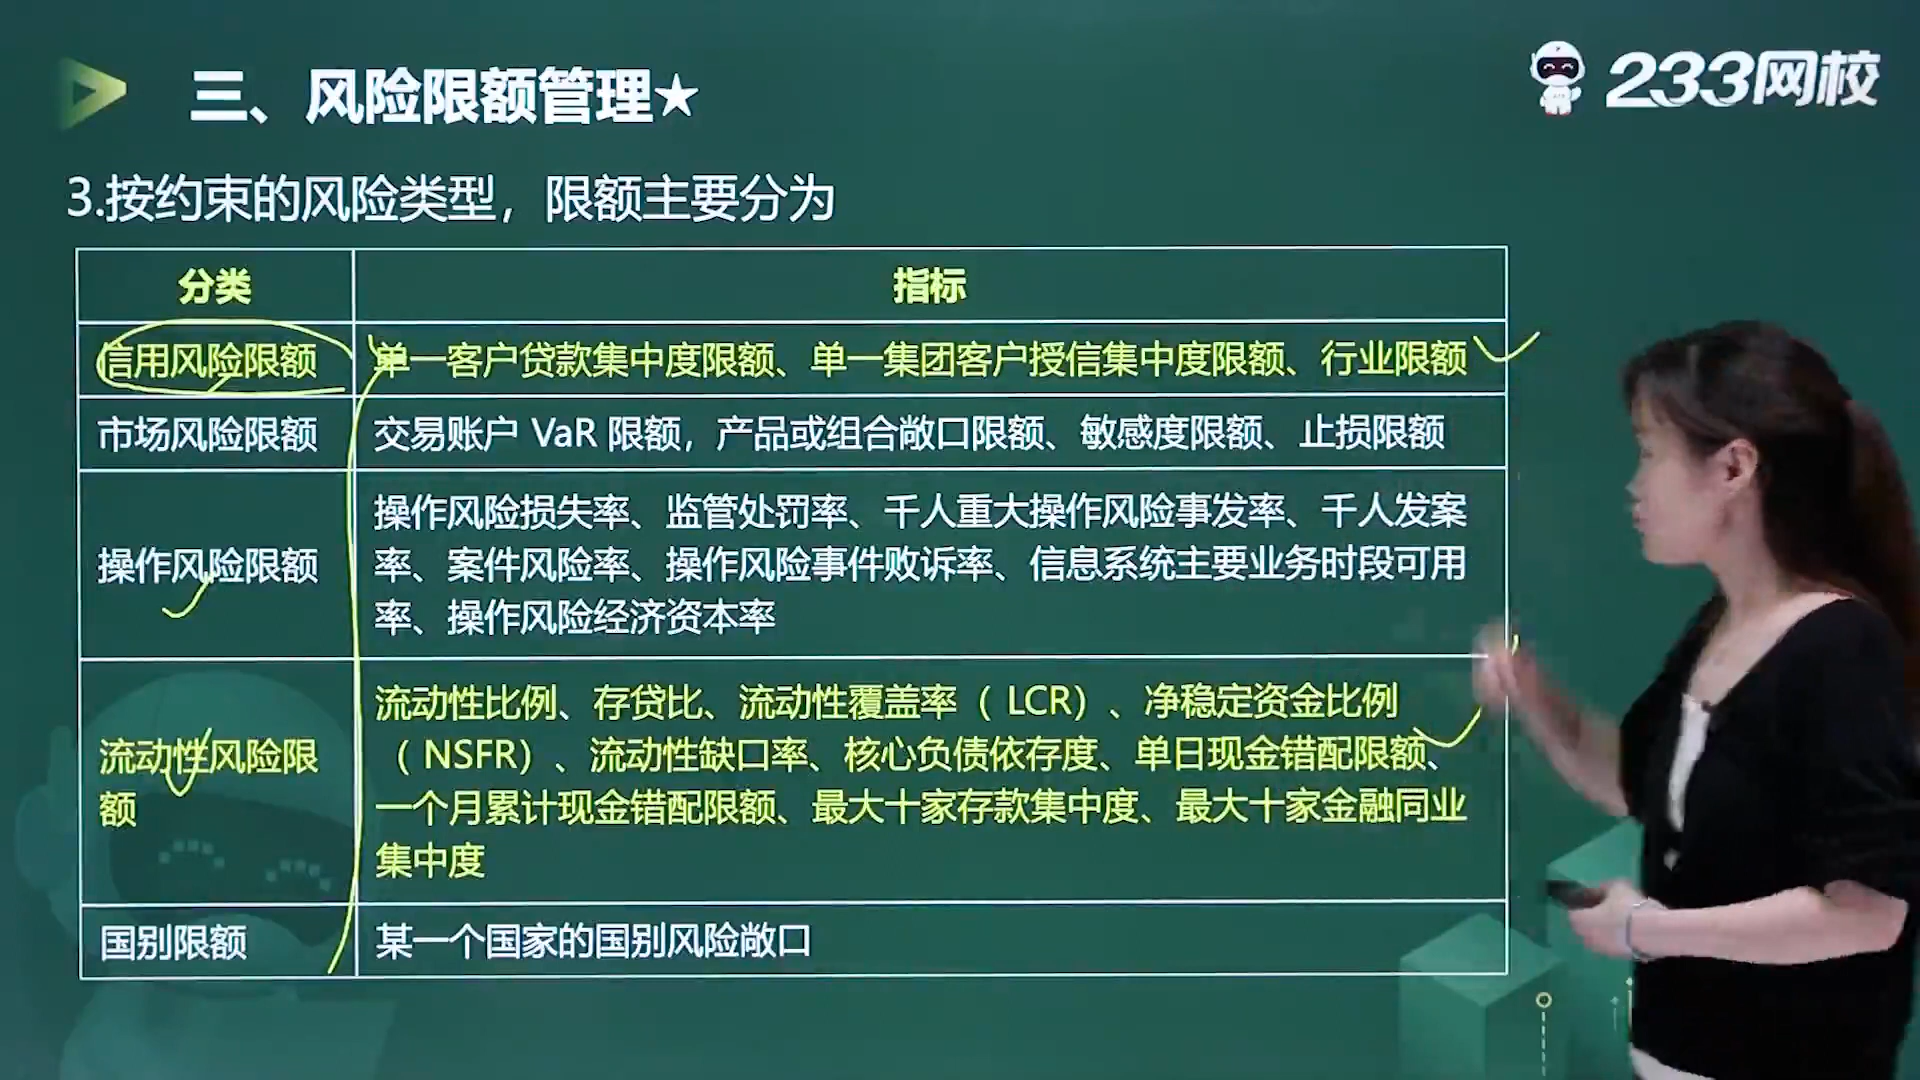 三、风险限额管理★
233网校
3.按约束的风险类型，限额主要分为
分类
指标
信用风险限额
单一客户贷款集中度限额、单一集团客户授信集中度限额、行业限额
市场风险限额
交易账户 VaR 限额，产品或组合敞口限额、敏感度限额、止损限额
操作风险限额
操作风险损失率、监管处罚率、千人重大操作风险事发率、千人发案
率、案件风险率、操作风险事件败诉率、信息系统主要业务时段可用
率、操作风险经济资本率
流动性风险限
额
流动性比例、存贷比、流动性覆盖率（ LCR）、净稳定资金比例
（ NSFR）、流动性缺口率、核心负债依存度、单日现金错配限额、
一个月累计现金错配限额、最大十家存款集中度、最大十家金融同业
集中度
国别限额
某一个国家的国别风险敞口